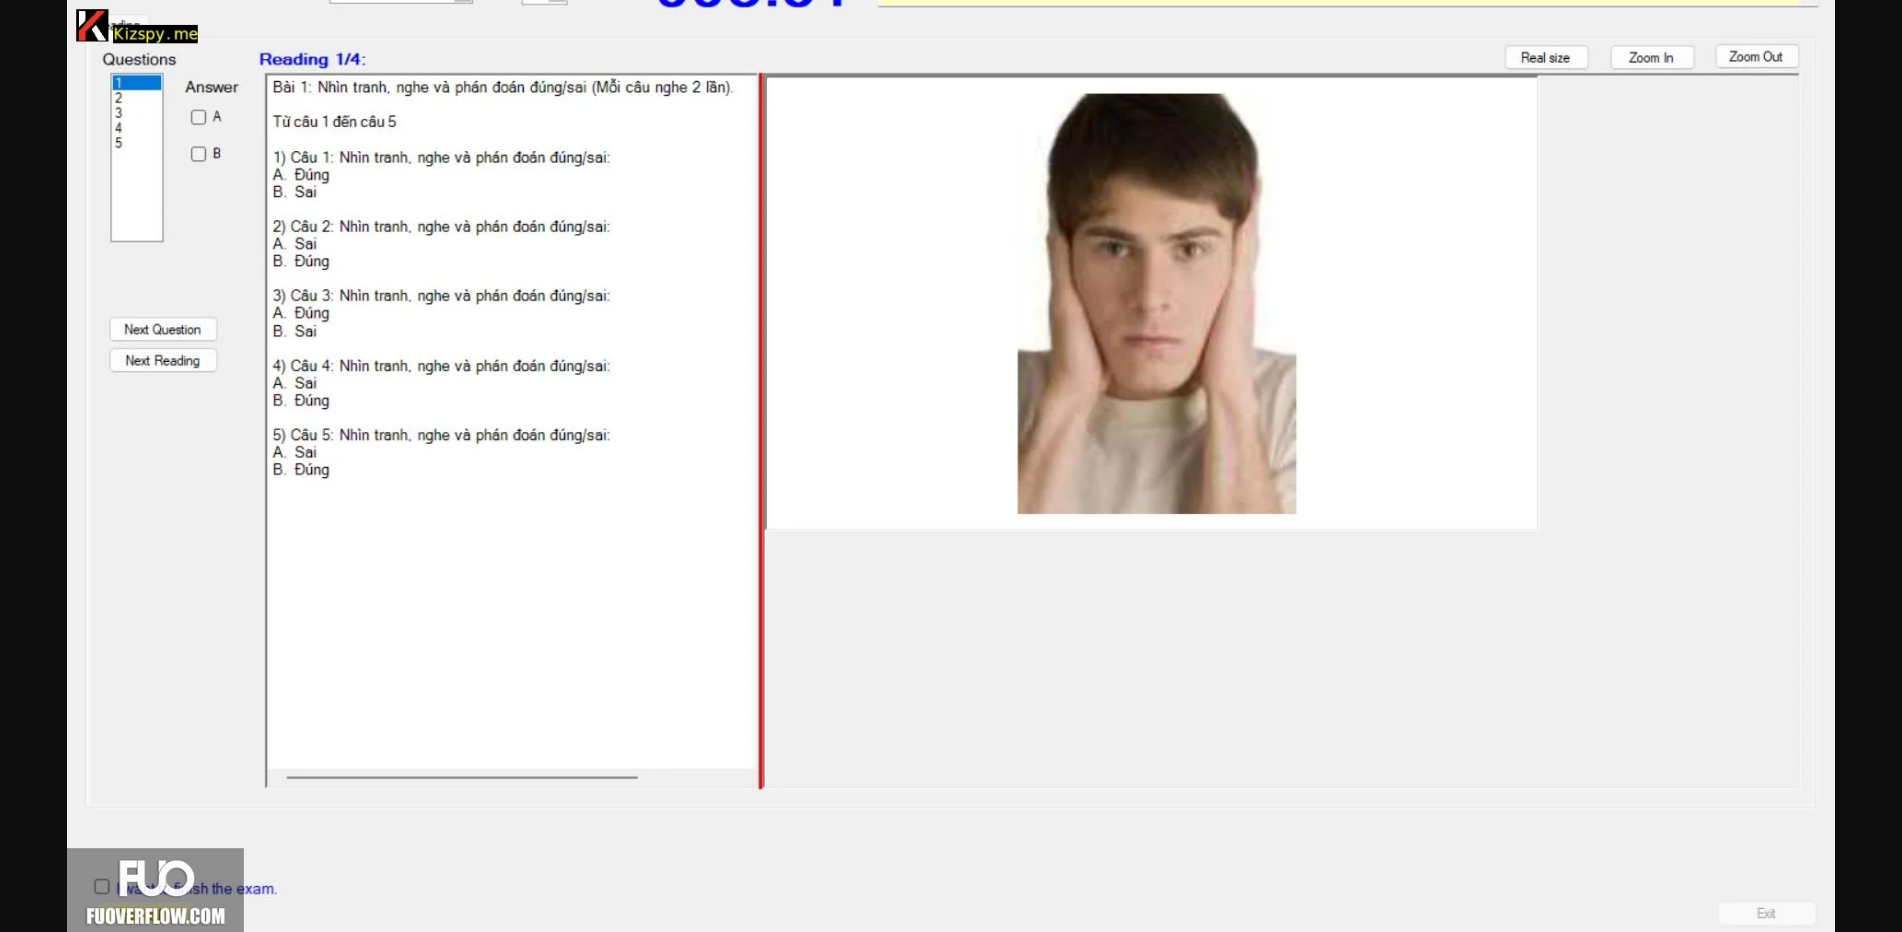 Kizspy.me
Questions
Reading 1/4:
Real size
Zoom In
Zoom Out
1
2
3
4
5
Answer
A
B
Next Question
Next Reading
Bài 1: Nhìn tranh, nghe và phán đoán đúng/sai (Mỗi câu nghe 2 lần).
Từ câu 1 đến câu 5
1) Câu 1: Nhìn tranh, nghe và phán đoán đúng/sai:
A. Đúng
B. Sai
2) Câu 2: Nhìn tranh, nghe và phán đoán đúng/sai:
A. Sai
B. Đúng
3) Câu 3: Nhìn tranh, nghe và phán đoán đúng/sai:
A. Đúng
B. Sai
4) Câu 4: Nhìn tranh, nghe và phán đoán đúng/sai:
A. Sai
B. Đúng
5) Câu 5: Nhìn tranh, nghe và phán đoán đúng/sai:
A. Sai
B. Đúng
FUO
the exam.
FUOVERFLOW.COM
Exit